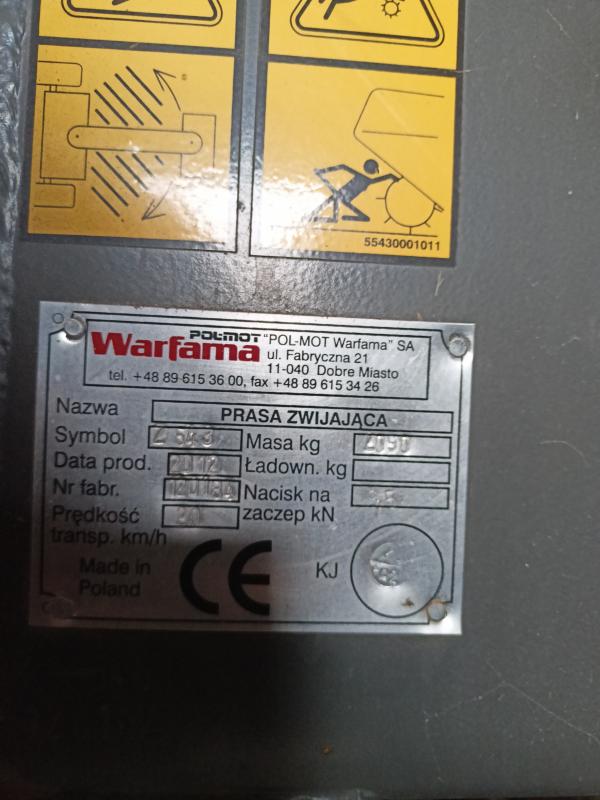 55430001011
POL-MOT
Warfama
"POL-MOT Warfama" SA
ul. Fabryczna 21
11-040 Dobre Miasto
tel. +48 89 615 36 00, fax +48 89 615 34 26
Nazwa PRASA ZWIJAJĄCA
Symbol Masa kg
Data prod. 2012 Ładown. kg
Nr fabr. Nacisk na
Prędkość zaczep kN
transp. km/h
Made in
Poland
CE
KJ